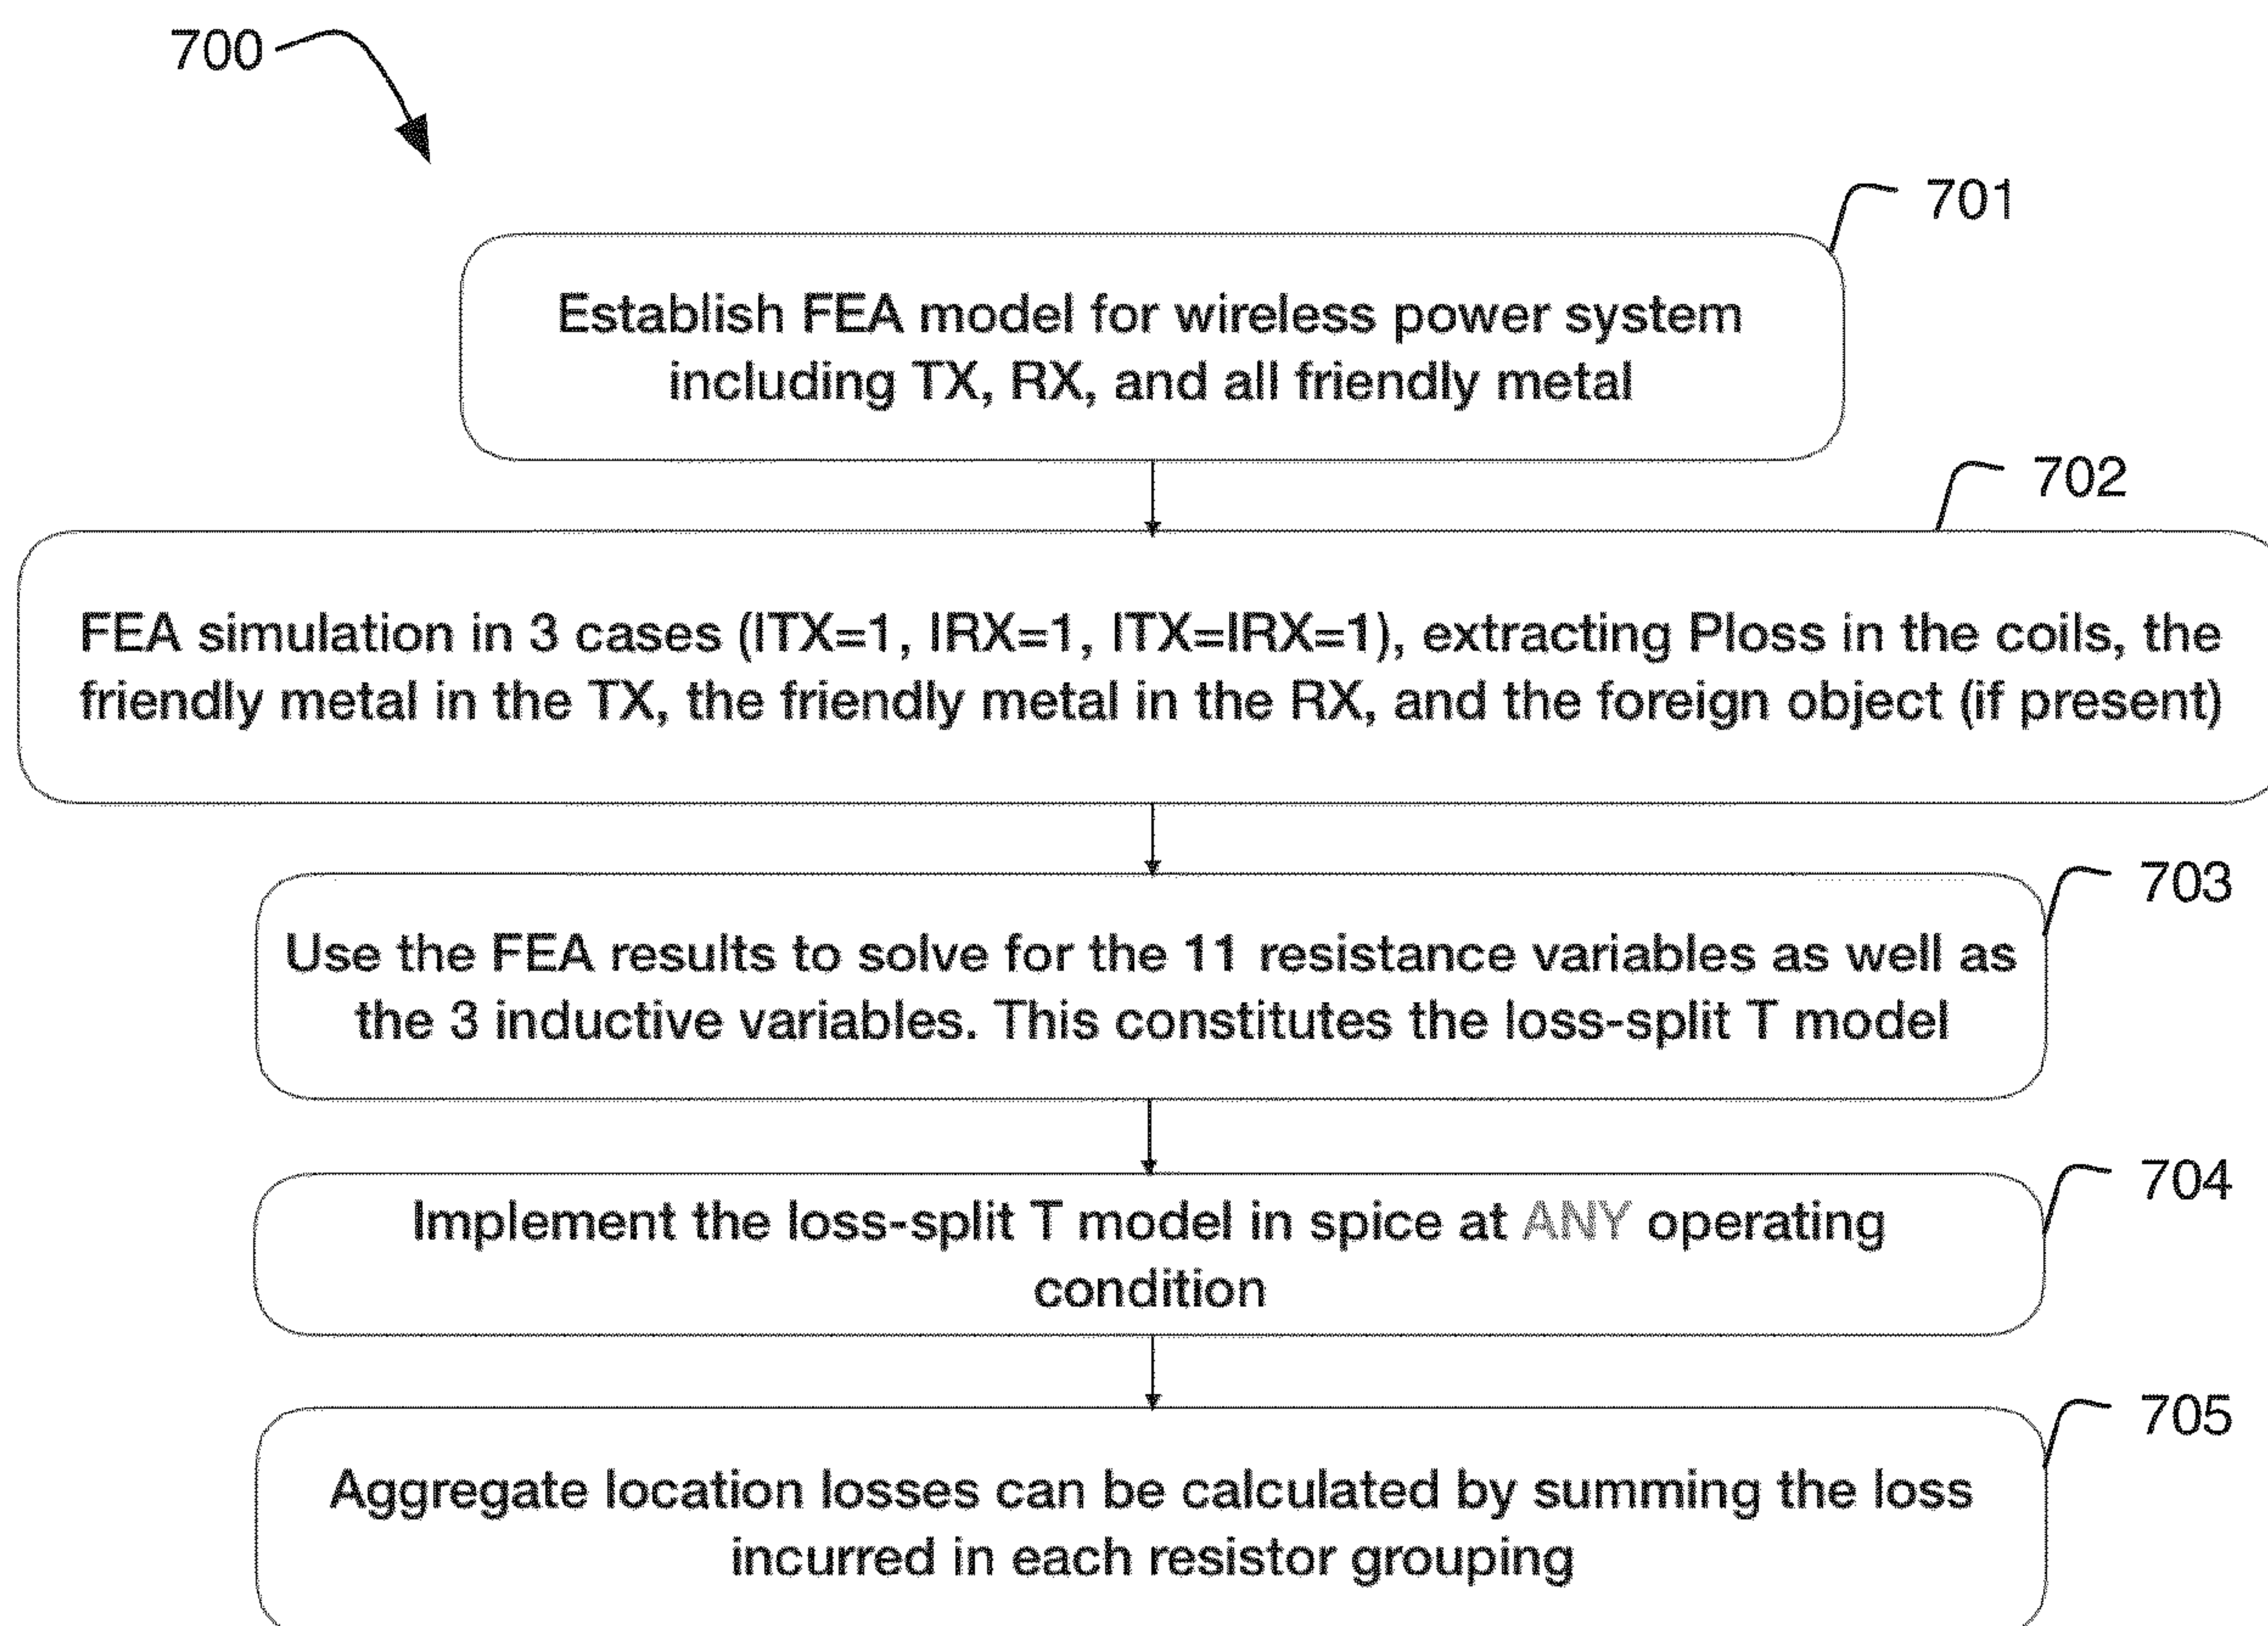 700
701
Establish FEA model for wireless power system
including TX, RX, and all friendly metal
702
FEA simulation in 3 cases (ITX=1, IRX=1, ITX=IRX=1), extracting Ploss in the coils, the
friendly metal in the TX, the friendly metal in the RX, and the foreign object (if present)
703
Use the FEA results to solve for the 11 resistance variables as well as
the 3 inductive variables. This constitutes the loss-split T model
704
Implement the loss-split T model in spice at ANY operating
condition
705
Aggregate location losses can be calculated by summing the loss
incurred in each resistor grouping